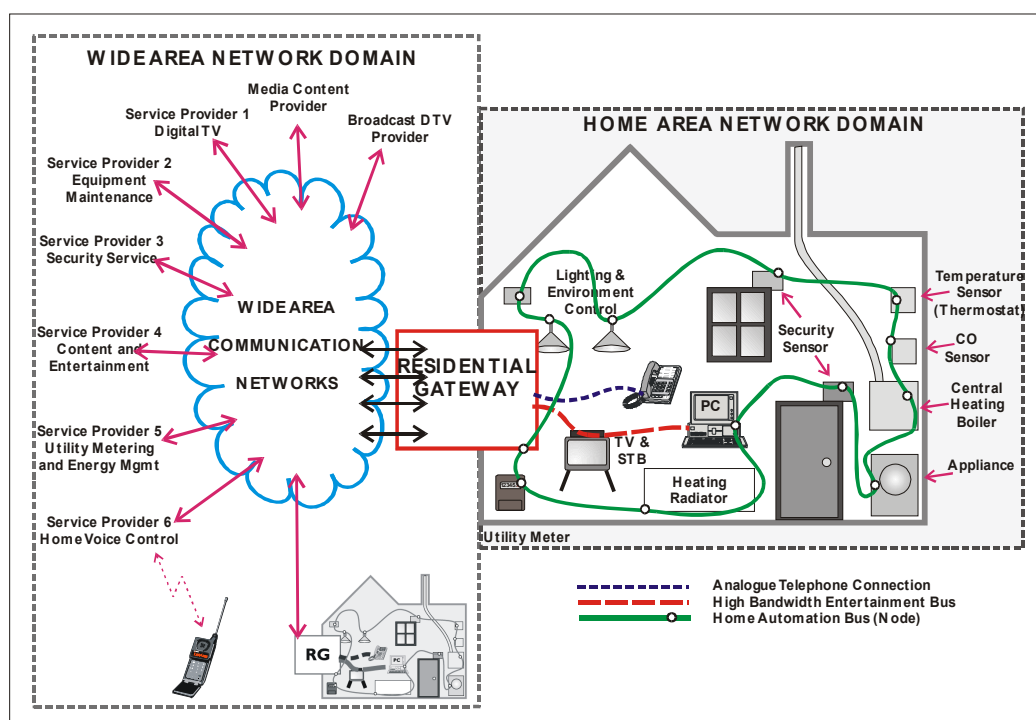 WIDE AREA NETWORK DOMAIN
Media Content
Provider
Service Provider 1
Digital TV
Broadcast DTV
Provider
Service Provider 2
Equipment
Maintenance
Service Provider 3
Security Service
WIDE AREA
COMMUNICATION
NETWORKS
Service Provider 4
Content and
Entertainment
Service Provider 5
Utility Metering
and Energy Mgmt
Service Provider 6
Home Voice Control
RG
PC
RESIDENTIAL
GATEWAY
HOME AREA NETWORK DOMAIN
Lighting &
Environment
Control
Security
Sensor
Temperature
Sensor
(Thermostat)
CO
Sensor
Central
Heating
Boiler
Appliance
PC
TV &
STB
Heating
Radiator
Utility Meter
Analogue Telephone Connection
High Bandwidth Entertainment Bus
Home Automation Bus (Node)